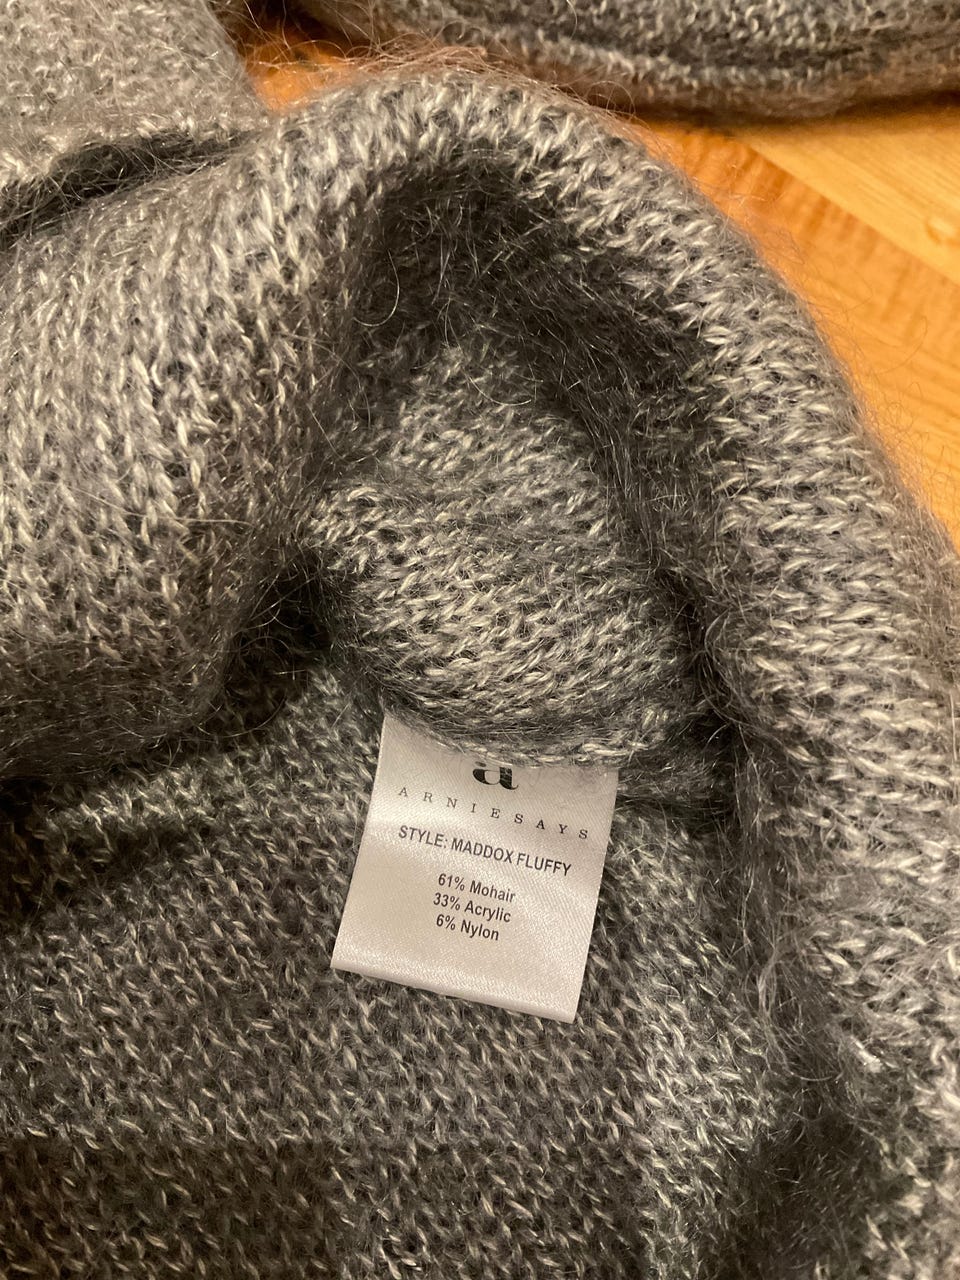 a
ARNIESAYS
STYLE: MADDOX FLUFFY
61% Mohair
33% Acrylic
6% Nylon